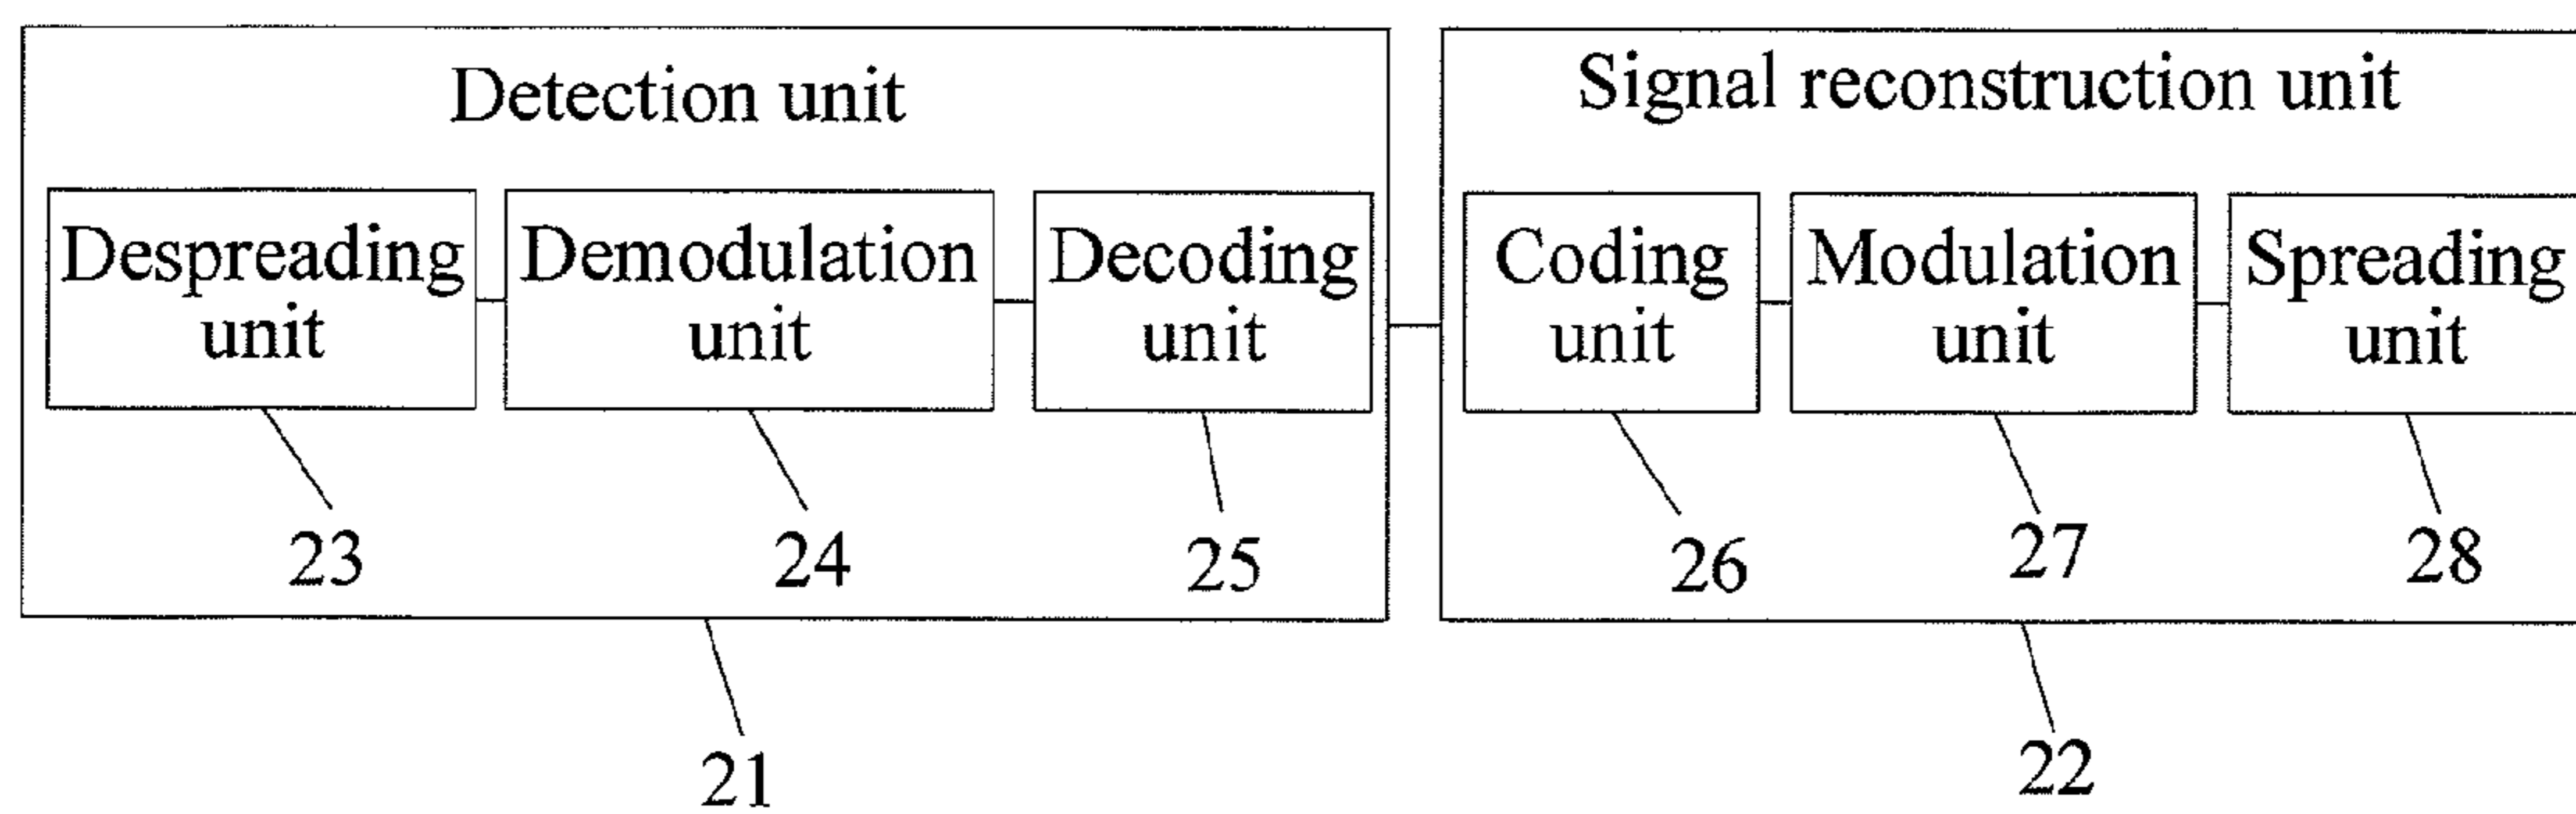 Detection unit
Signal reconstruction unit
Despreading
unit
Demodulation
unit
Decoding
unit
Coding
unit
Modulation
unit
Spreading
unit
23
24
25
26
27
28
21
22